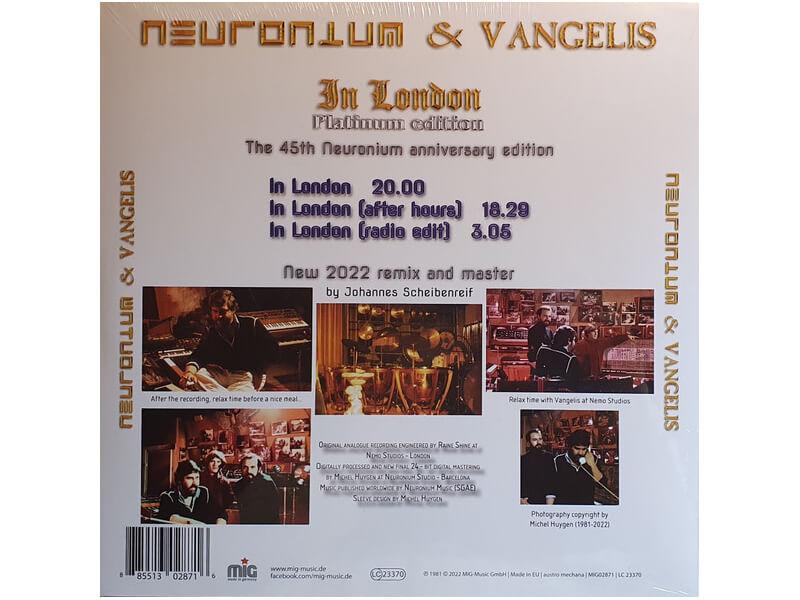 NEURONIUM & VANGELIS
In London
Platinum edition
The 45th Neuronium anniversary edition
In London 20.00
In London (after hours) 18.29
In London (radio edit) 3.05
New 2022 remix and master
by Johannes Scheibenreif
NEURONIUM & VANGELIS
NEURONIUM & VANGELIS
After the recording, relax time before a nice meal...
Relax time with Vangelis at Nemo Studios
Original analogue recording engineered by Raine Shine at
Nemo Studios - London
Digitally processed and new final 24 - bit digital mastering
by Michel Huygen at Neuronium Studio - Barcelona
Music published worldwide by Neuronium Music (SGAE)
Sleeve design by Michel Huygen
Photography copyright by
Michel Huygen (1981-2022)
8 85513 02871 6
MIG
made in germany
www.mig-music.de
facebook.com/mig-music.de
LC 23370
℗ 1981 © 2022 MIG-Music GmbH | Made in EU | austro mechana | MIG02871 | LC 23370